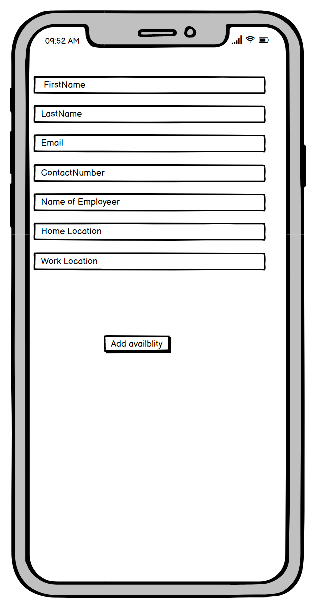 09:52 AM
FirstName
LastName
Email
ContactNumber
Name of Employeer
Home Location
Work Location
Add availblity